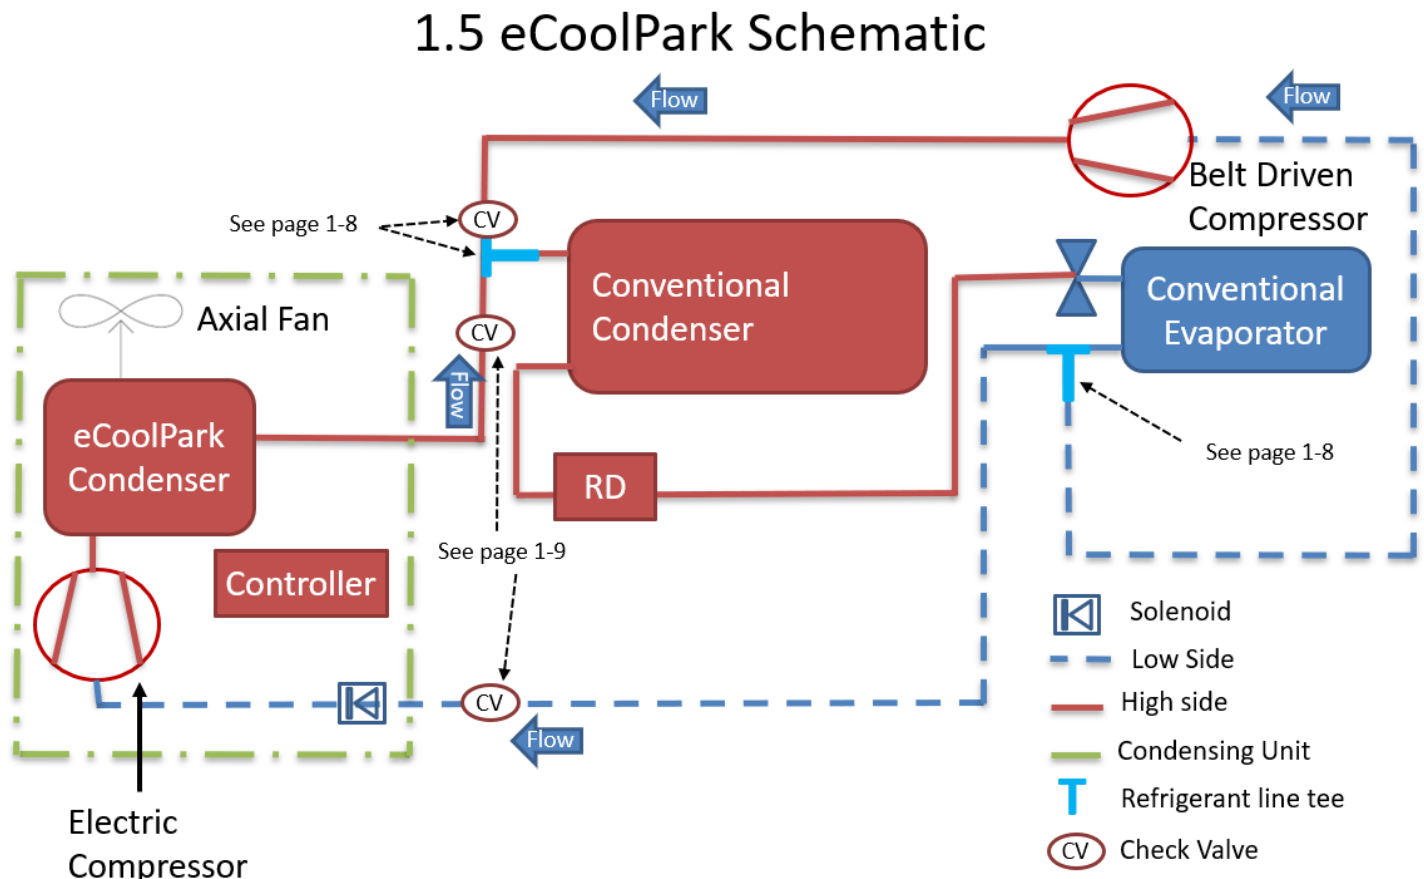 1.5 eCoolPark Schematic
Flow
Flow
Belt Driven
Compressor
See page 1-8
CV
Conventional
Condenser
Conventional
Evaporator
Axial Fan
CV
Flow
eCoolPark
Condenser
See page 1-8
RD
See page 1-9
Controller
Solenoid
Low Side
CV
High side
Flow
Condensing Unit
Refrigerant line tee
Electric
Compressor
CV
Check Valve